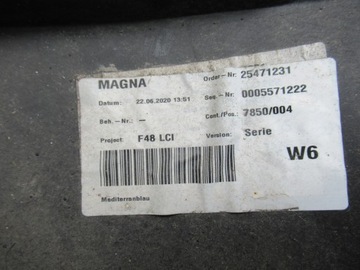 MAGNA
Order-Nr: 25471231
Datum: 22.06.2020 13:51
Seq.-Nr: 0005571222
Beh.-Nr.: —
Cont./Pos.: 7850/004
Project: F48 LCI
Version: Serie
W6
Mediterranblau